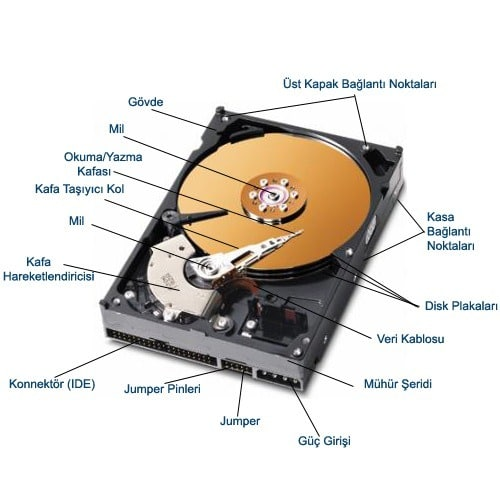 Üst Kapak Bağlantı Noktaları
Gövde
Mil
Okuma/Yazma
Kafası
Kafa Taşıyıcı Kol
Mil
Kafa
Hareketlendiricisi
Kasa
Bağlantı
Noktaları
Disk Plakaları
Veri Kablosu
Mühür Şeridi
Konnektör (IDE)
Jumper Pinleri
Jumper
Güç Girişi